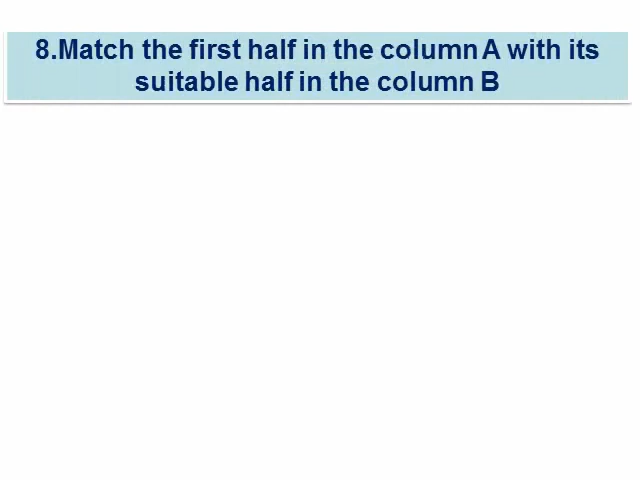 8.Match the first half in the column A with its
suitable half in the column B